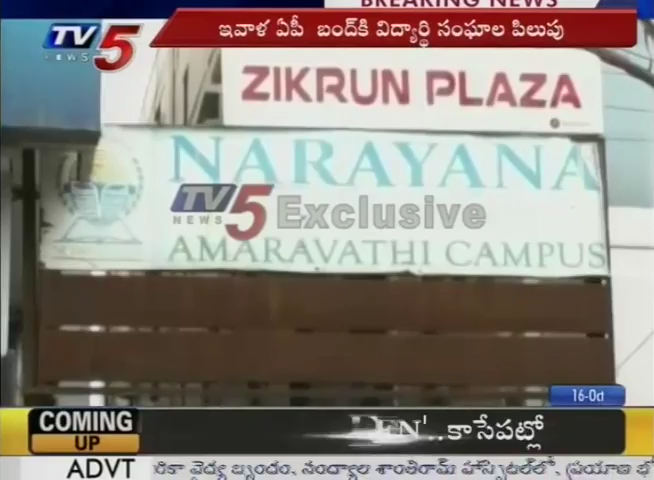 BREAKING NEWS
TV5
NEWS
ఇవాళ ఏపీ బంద్‌కి విద్యార్థి సంఘాల పిలుపు
ZIKRUN PLAZA
NARAYANA
TV5
NEWS
Exclusive
AMARAVATHI CAMPUS
16-Oct
COMING
UP
'..కాసేపట్లో
ADVT
వైద్య బృందం, నంద్యాల శాంతిరామ్ హాస్పిటల్‌లో,